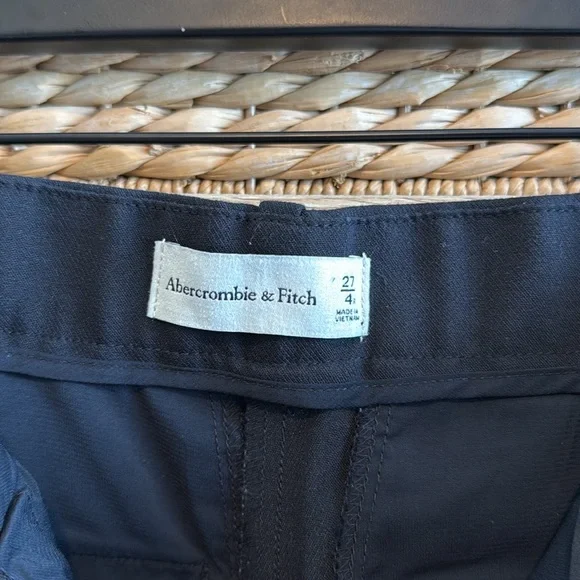 Abercrombie & Fitch
27
4
MADE IN
VIETNAM